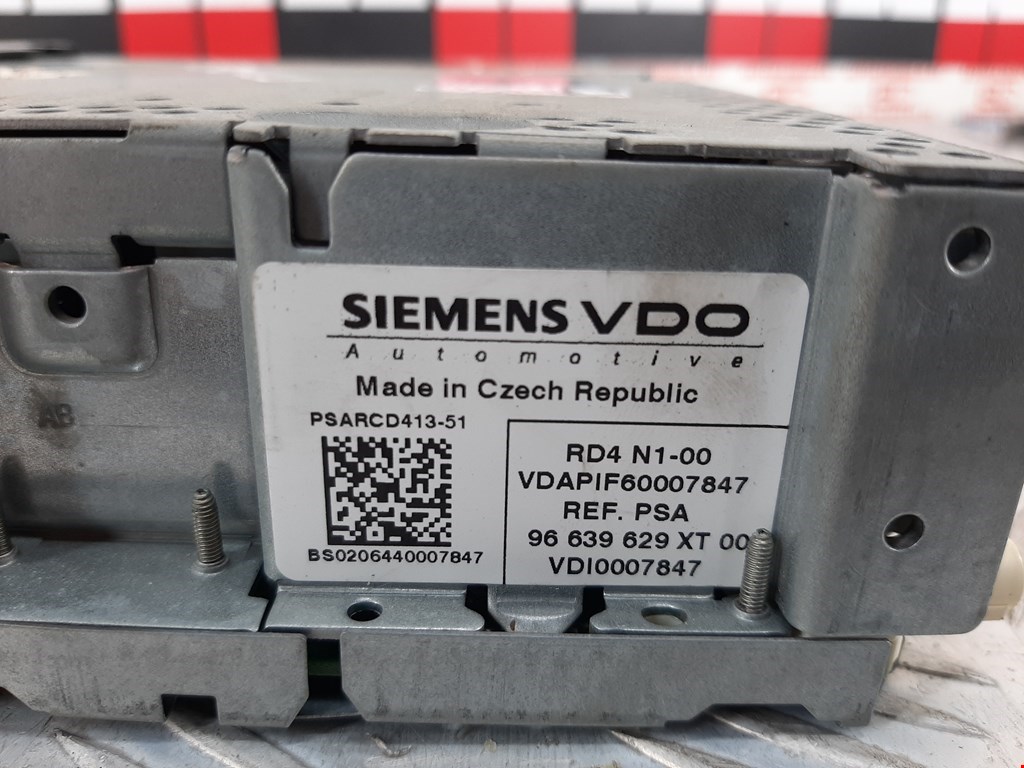 SIEMENS VDO
Automotive
Made in Czech Republic
PSARCD413-51
BS0206440007847
RD4 N1-00
VDAPIF60007847
REF. PSA
96 639 629 XT 00
VDI0007847
AB